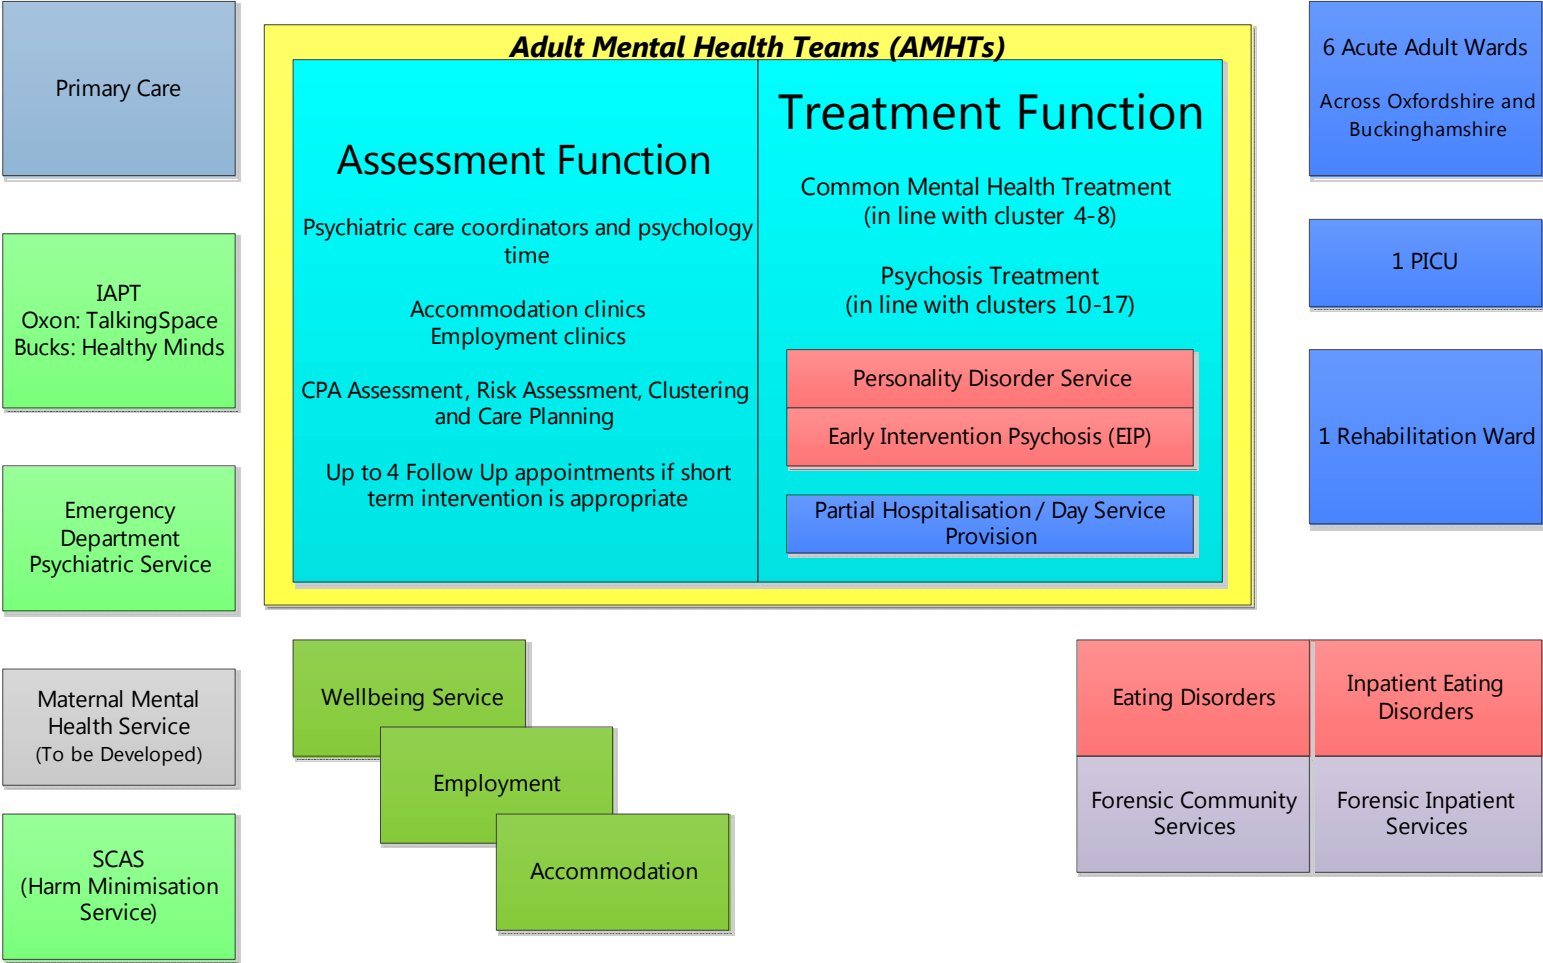 Primary Care
IAPT
Oxon: TalkingSpace
Bucks: Healthy Minds
Emergency
Department
Psychiatric Service
Maternal Mental
Health Service
(To be Developed)
SCAS
(Harm Minimisation
Service)
Adult Mental Health Teams (AMHTs)
Assessment Function
Psychiatric care coordinators and psychology
time
Accommodation clinics
Employment clinics
CPA Assessment, Risk Assessment, Clustering
and Care Planning
Up to 4 Follow Up appointments if short
term intervention is appropriate
Treatment Function
Common Mental Health Treatment
(in line with cluster 4-8)
Psychosis Treatment
(in line with clusters 10-17)
Personality Disorder Service
Early Intervention Psychosis (EIP)
Partial Hospitalisation / Day Service
Provision
Wellbeing Service
Employment
Accommodation
6 Acute Adult Wards
Across Oxfordshire and
Buckinghamshire
1 PICU
1 Rehabilitation Ward
Eating Disorders
Inpatient Eating
Disorders
Forensic Community
Services
Forensic Inpatient
Services